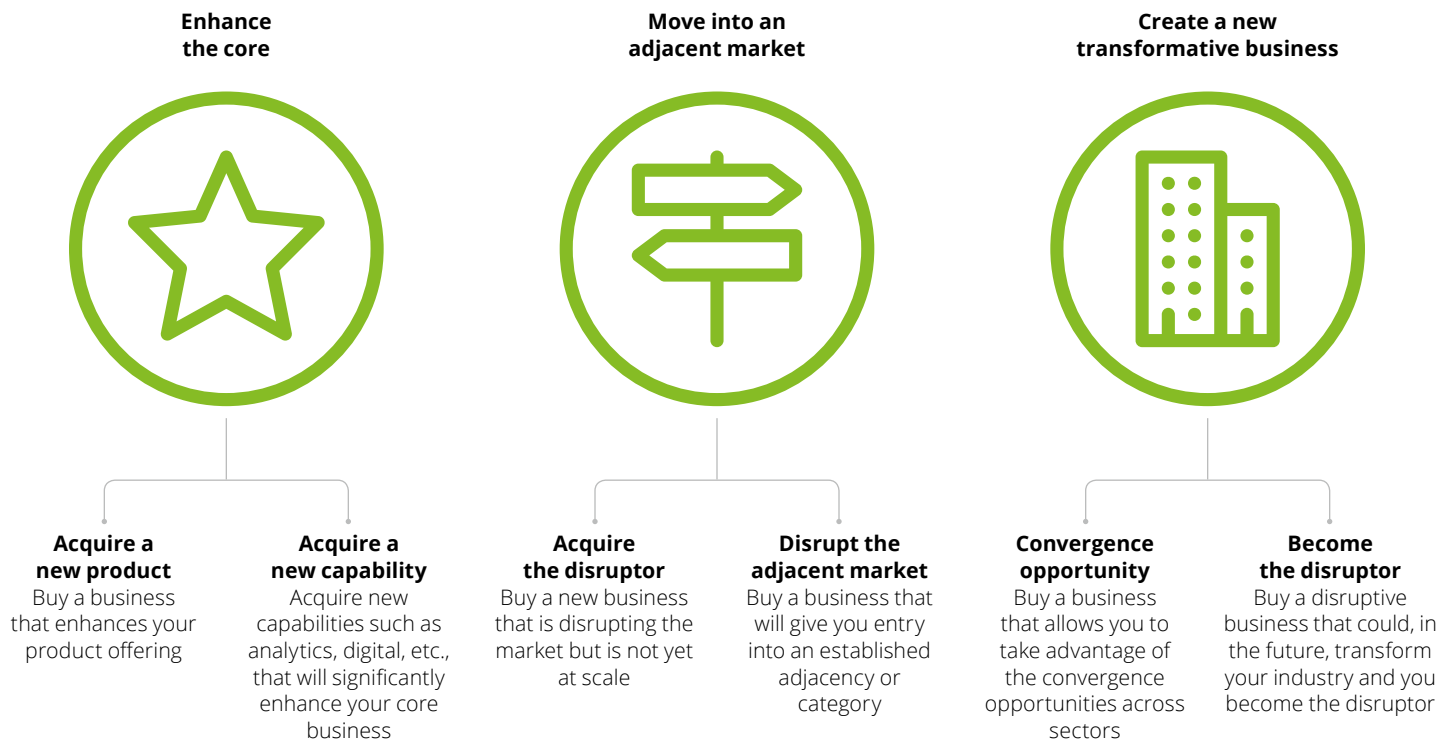 Enhance
the core
Move into an
adjacent market
Create a new
transformative business
Acquire a
new product
Buy a business
that enhances your
product offering
Acquire a
new capability
Acquire new
capabilities such as
analytics, digital, etc.,
that will significantly
enhance your core
business
Acquire
the disruptor
Buy a new business
that is disrupting the
market but is not yet
at scale
Disrupt the
adjacent market
Buy a business that
will give you entry
into an established
adjacency or
category
Convergence
opportunity
Buy a business
that allows you to
take advantage of
the convergence
opportunities across
sectors
Become
the disruptor
Buy a disruptive
business that could, in
the future, transform
your industry and you
become the disruptor